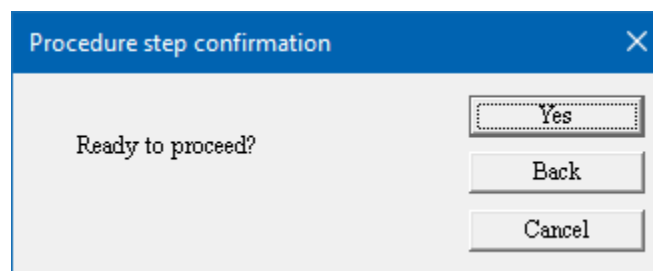 Procedure step confirmation
Ready to proceed?
Yes
Back
Cancel